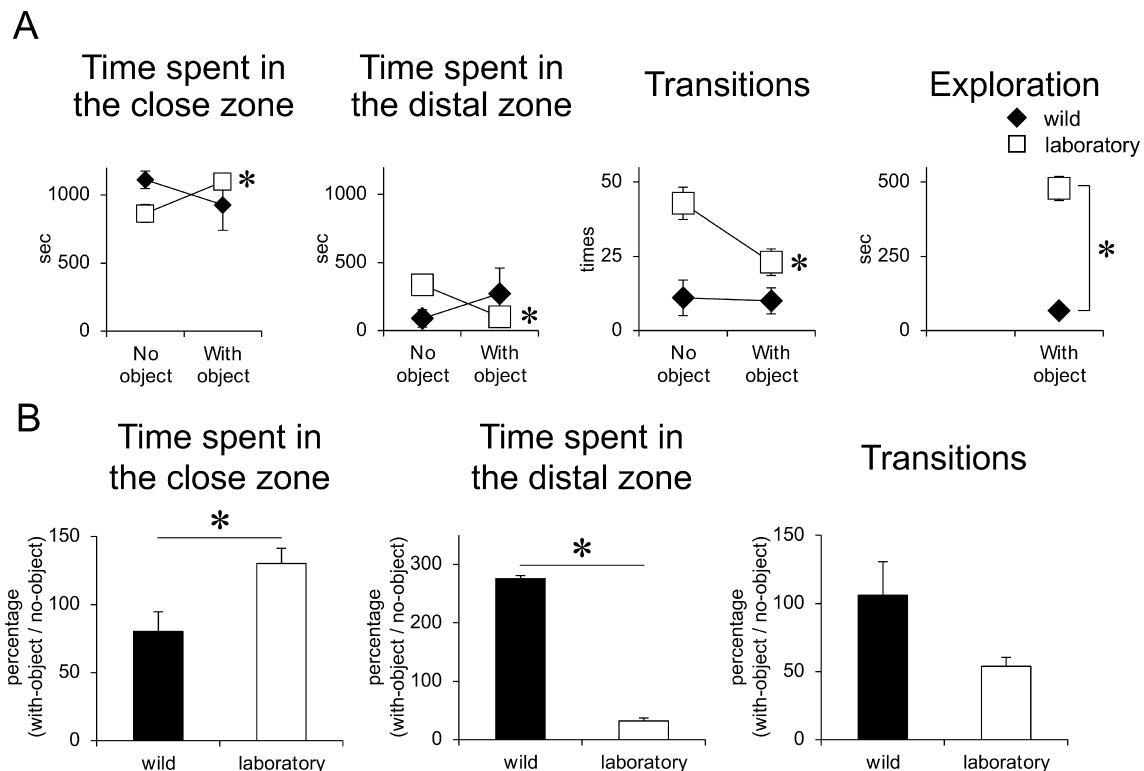 A
Time spent in
the close zone
Time spent in
the distal zone
Transitions
Exploration
wild
laboratory
1000
500
0
sec
No
object
With
object
*
1000
500
0
sec
No
object
With
object
*
50
25
0
times
No
object
With
object
*
500
250
0
sec
With
object
*
B
Time spent in
the close zone
Time spent in
the distal zone
Transitions
percentage
(with-object / no-object)
150
100
50
0
*
wild
laboratory
percentage
(with-object / no-object)
300
200
100
0
*
wild
laboratory
percentage
(with-object / no-object)
150
100
50
0
wild
laboratory